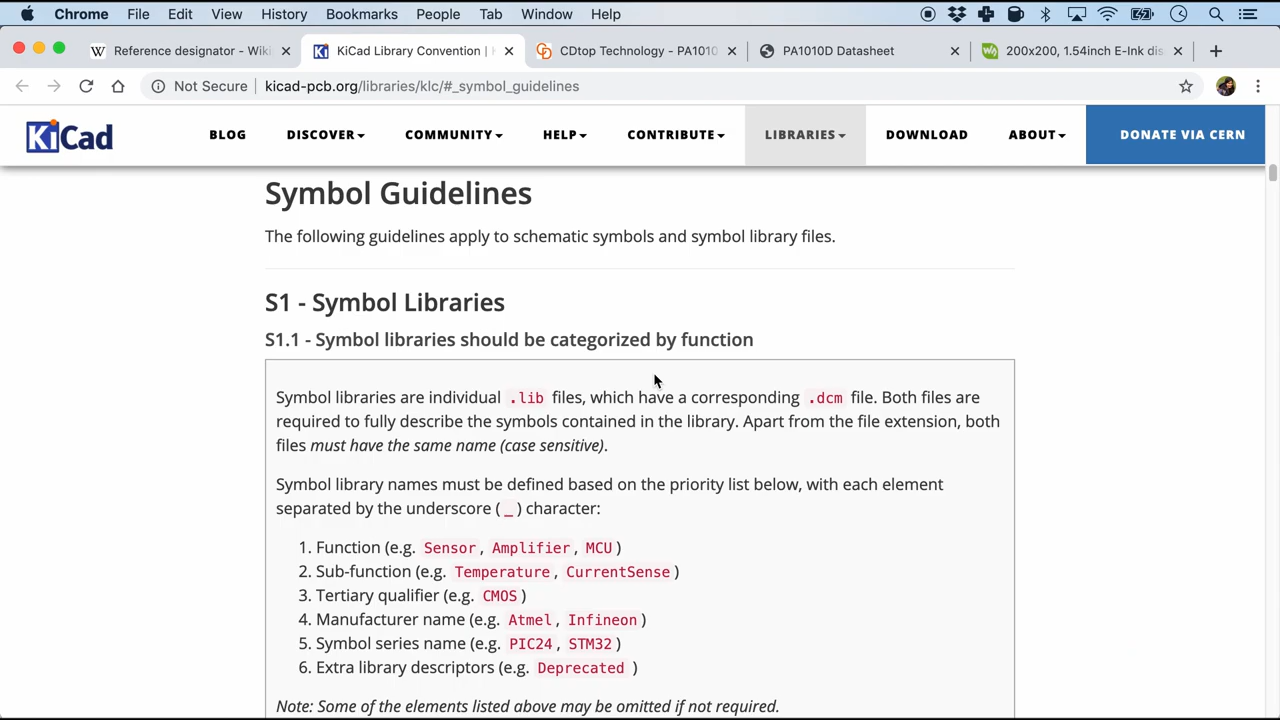 Chrome File Edit View History Bookmarks People Tab Window Help
Reference designator - Wiki
KiCad Library Convention |
CDtop Technology - PA1010
PA1010D Datasheet
200x200, 1.54inch E-Ink dis
Not Secure | kicad-pcb.org/libraries/klc/#_symbol_guidelines
KiCad
BLOG DISCOVER COMMUNITY HELP CONTRIBUTE LIBRARIES DOWNLOAD ABOUT DONATE VIA CERN
Symbol Guidelines
The following guidelines apply to schematic symbols and symbol library files.
S1 - Symbol Libraries
S1.1 - Symbol libraries should be categorized by function
Symbol libraries are individual .lib files, which have a corresponding .dcm file. Both files are
required to fully describe the symbols contained in the library. Apart from the file extension, both
files must have the same name (case sensitive).
Symbol library names must be defined based on the priority list below, with each element
separated by the underscore ( _ ) character:
1. Function (e.g. Sensor , Amplifier , MCU )
2. Sub-function (e.g. Temperature , CurrentSense )
3. Tertiary qualifier (e.g. CMOS )
4. Manufacturer name (e.g. Atmel , Infineon )
5. Symbol series name (e.g. PIC24 , STM32 )
6. Extra library descriptors (e.g. Deprecated )
Note: Some of the elements listed above may be omitted if not required.